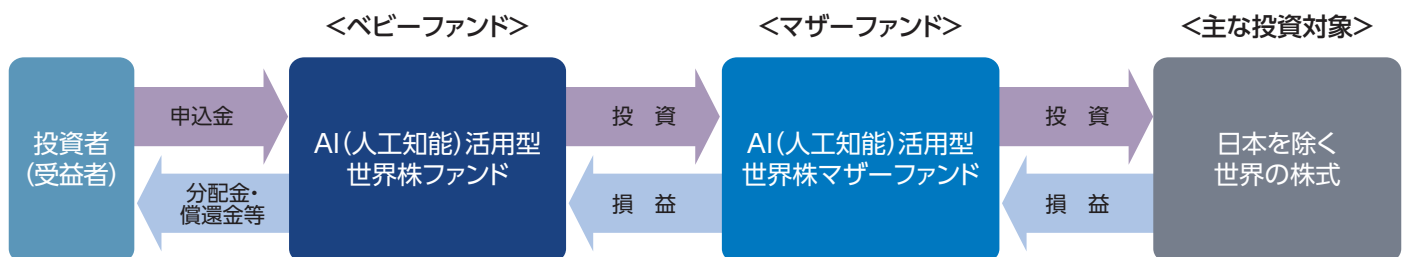 <ベビーファンド>
<マザーファンド>
<主な投資対象>
投資者
(受益者)
申込金
分配金・
償還金等
AI(人工知能)活用型
世界株ファンド
投 資
損 益
AI(人工知能)活用型
世界株マザーファンド
投 資
損 益
日本を除く
世界の株式